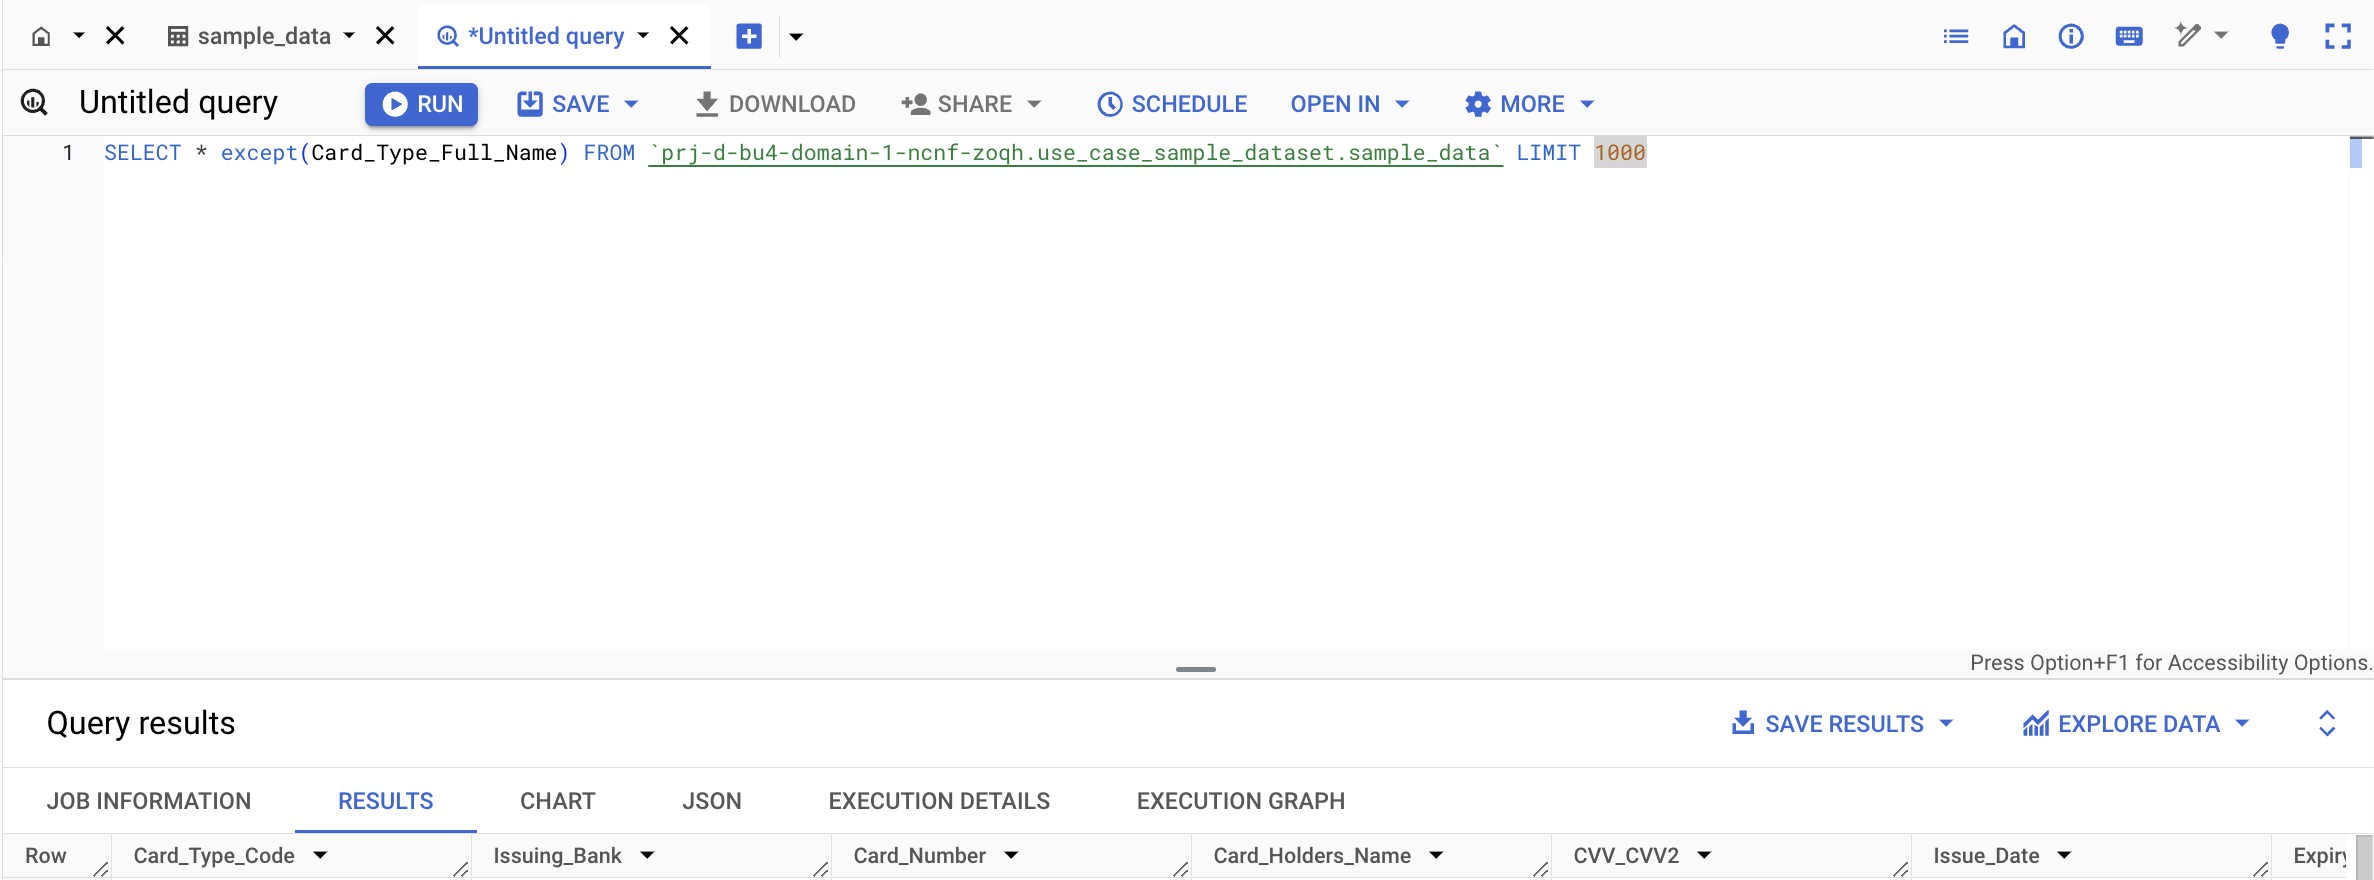 sample_data *Untitled query
Untitled query RUN SAVE DOWNLOAD SHARE SCHEDULE OPEN IN MORE
1 SELECT * except(Card_Type_Full_Name) FROM `prj-d-bu4-domain-1-ncnf-zoqh.use_case_sample_dataset.sample_data` LIMIT 1000
Press Option+F1 for Accessibility Options.
Query results SAVE RESULTS EXPLORE DATA
JOB INFORMATION RESULTS CHART JSON EXECUTION DETAILS EXECUTION GRAPH
Row Card_Type_Code Issuing_Bank Card_Number Card_Holders_Name CVV_CVV2 Issue_Date Expiry